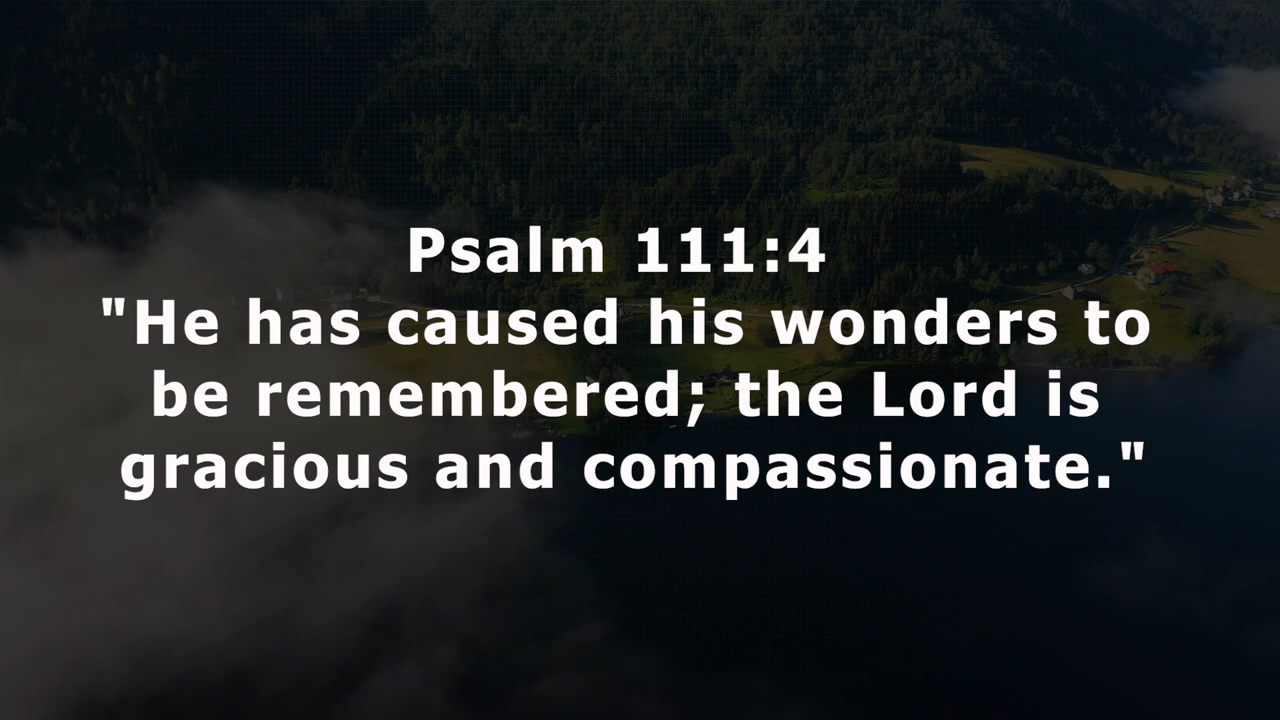 Psalm 111:4
"He has caused his wonders to
be remembered; the Lord is
gracious and compassionate."